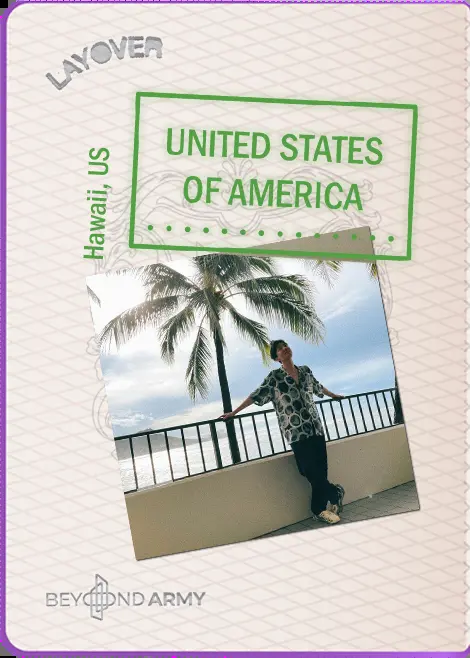 LAYOVER
UNITED STATES
OF AMERICA
Hawaii, US
BEYOND ARMY